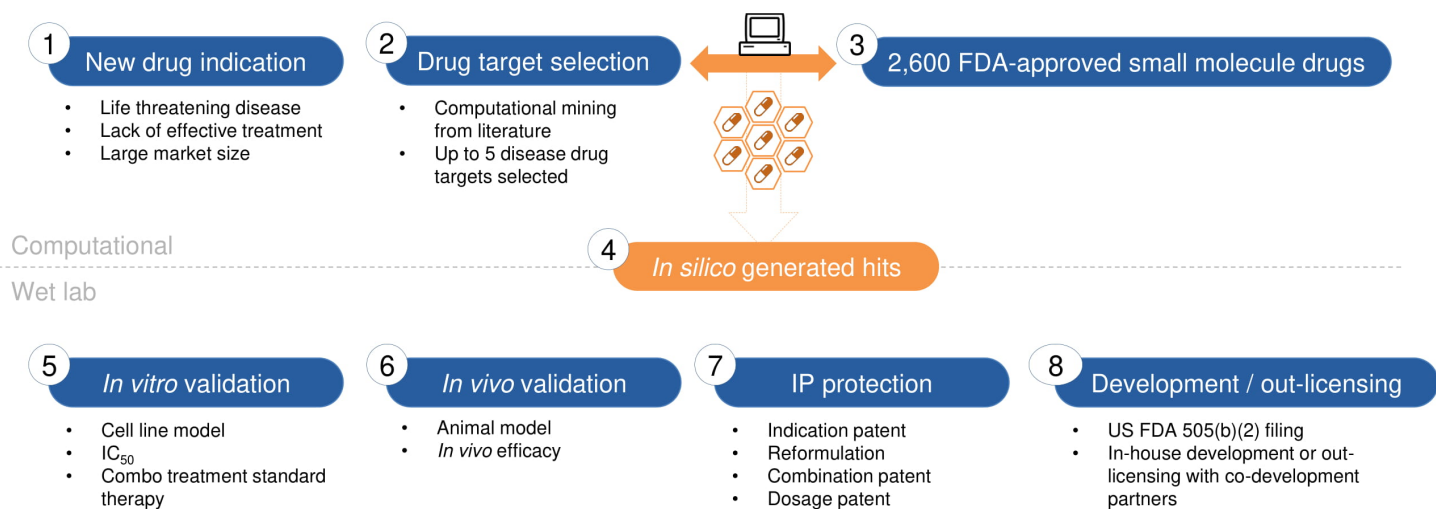 1
New drug indication
• Life threatening disease
• Lack of effective treatment
• Large market size
2
Drug target selection
• Computational mining
from literature
• Up to 5 disease drug
targets selected
3
2,600 FDA-approved small molecule drugs
Computational
4
In silico generated hits
Wet lab
5
In vitro validation
• Cell line model
• IC50
• Combo treatment standard
therapy
6
In vivo validation
• Animal model
• In vivo efficacy
7
IP protection
• Indication patent
• Reformulation
• Combination patent
• Dosage patent
8
Development / out-licensing
• US FDA 505(b)(2) filing
• In-house development or out-
licensing with co-development
partners